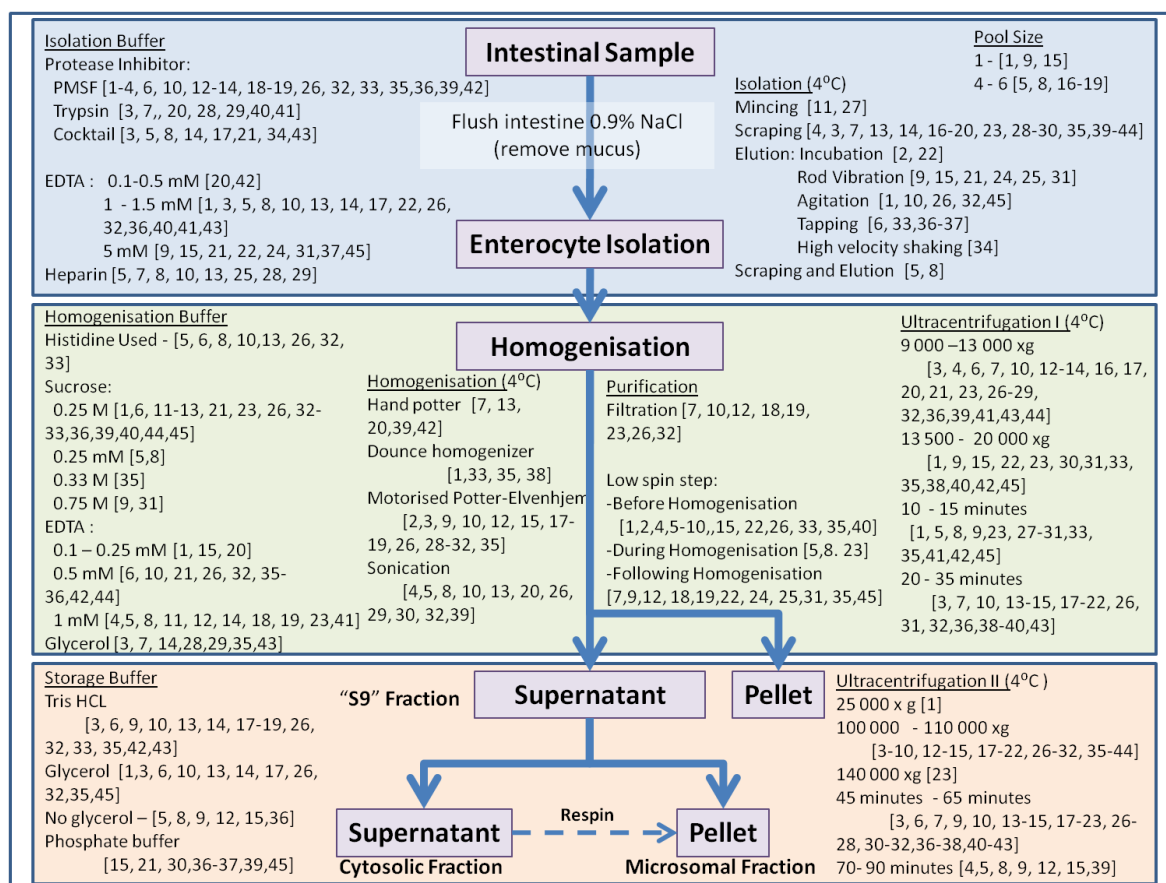 Isolation Buffer
Protease Inhibitor:
PMSF [1-4, 6, 10, 12-14, 18-19, 26, 32, 33, 35,36,39,42]
Trypsin [3, 7,, 20, 28, 29,40,41]
Cocktail [3, 5, 8, 14, 17,21, 34,43]
EDTA : 0.1-0.5 mM [20,42]
1 - 1.5 mM [1, 3, 5, 8, 10, 13, 14, 17, 22, 26,
32,36,40,41,43]
5 mM [9, 15, 21, 22, 24, 31,37,45]
Heparin [5, 7, 8, 10, 13, 25, 28, 29]
Intestinal Sample
Flush intestine 0.9% NaCl
(remove mucus)
Enterocyte Isolation
Pool Size
1 - [1, 9, 15]
4 - 6 [5, 8, 16-19]
Isolation (4⁰C)
Mincing [11, 27]
Scraping [4, 3, 7, 13, 14, 16-20, 23, 28-30, 35,39-44]
Elution: Incubation [2, 22]
Rod Vibration [9, 15, 21, 24, 25, 31]
Agitation [1, 10, 26, 32,45]
Tapping [6, 33,36-37]
High velocity shaking [34]
Scraping and Elution [5, 8]
Homogenisation Buffer
Histidine Used - [5, 6, 8, 10,13, 26, 32,
33]
Sucrose:
0.25 M [1,6, 11-13, 21, 23, 26, 32-
33,36,39,40,44,45]
0.25 mM [5,8]
0.33 M [35]
0.75 M [9, 31]
EDTA :
0.1 – 0.25 mM [1, 15, 20]
0.5 mM [6, 10, 21, 26, 32, 35-
36,42,44]
1 mM [4,5, 8, 11, 12, 14, 18, 19, 23,41]
Glycerol [3, 7, 14,28,29,35,43]
Homogenisation
Homogenisation (4⁰C)
Hand potter [7, 13,
20,39,42]
Dounce homogenizer
[1,33, 35, 38]
Motorised Potter-Elvenhjem
[2,3, 9, 10, 12, 15, 17-
19, 26, 28-32, 35]
Sonication
[4,5, 8, 10, 13, 20, 26,
29, 30, 32,39]
Purification
Filtration [7, 10,12, 18,19,
23,26,32]
Low spin step:
-Before Homogenisation
[1,2,4,5-10,,15, 22,26, 33, 35,40]
-During Homogenisation [5,8. 23]
-Following Homogenisation
[7,9,12, 18,19,22, 24, 25,31, 35,45]
Ultracentrifugation I (4⁰C)
9 000 –13 000 xg
[3, 4, 6, 7, 10, 12-14, 16, 17,
20, 21, 23, 26-29,
32,36,39,41,43,44]
13 500 - 20 000 xg
[1, 9, 15, 22, 23, 30,31,33,
35,38,40,42,45]
10 - 15 minutes
[1, 5, 8, 9,23, 27-31,33,
35,41,42,45]
20 - 35 minutes
[3, 7, 10, 13-15, 17-22, 26,
31, 32,36,38-40,43]
Storage Buffer
Tris HCL
[3, 6, 9, 10, 13, 14, 17-19, 26,
32, 33, 35,42,43]
Glycerol [1,3, 6, 10, 13, 14, 17, 26,
32,35,45]
No glycerol – [5, 8, 9, 12, 15,36]
Phosphate buffer
[15, 21, 30,36-37,39,45]
“S9” Fraction
Supernatant
Pellet
Supernatant
Respin
Pellet
Cytosolic Fraction
Microsomal Fraction
Ultracentrifugation II (4⁰C )
25 000 x g [1]
100 000 - 110 000 xg
[3-10, 12-15, 17-22, 26-32, 35-44]
140 000 xg [23]
45 minutes - 65 minutes
[3, 6, 7, 9, 10, 13-15, 17-23, 26-
28, 30-32,36-38,40-43]
70- 90 minutes [4,5, 8, 9, 12, 15,39]